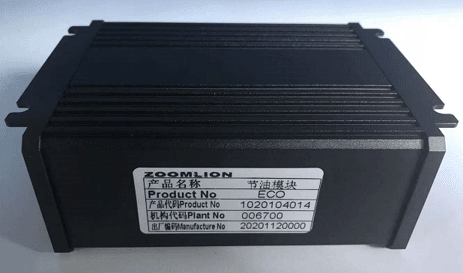 ZOOMLION
产品名称 节油模块
Product No ECO
产品代码Product No 1020104014
机构代码Plant No 006700
出厂编码Manufacture No 20201120000